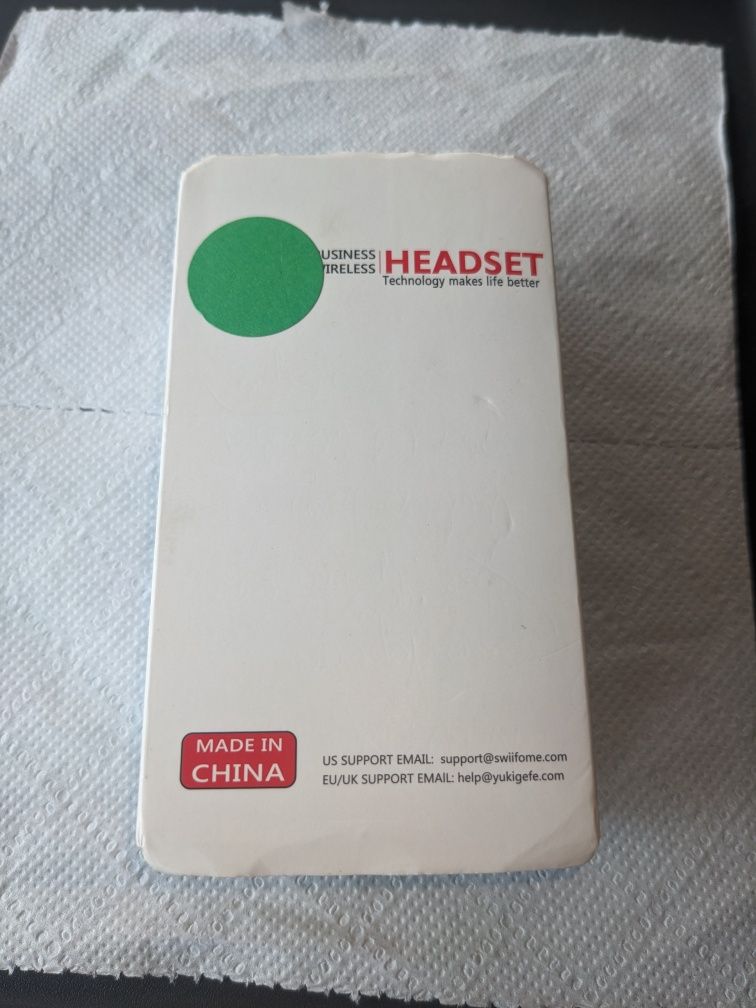 USINESS
IRELESS
HEADSET
Technology makes life better
MADE IN
CHINA
US SUPPORT EMAIL: support@swiifome.com
EU/UK SUPPORT EMAIL: help@yukigefe.com